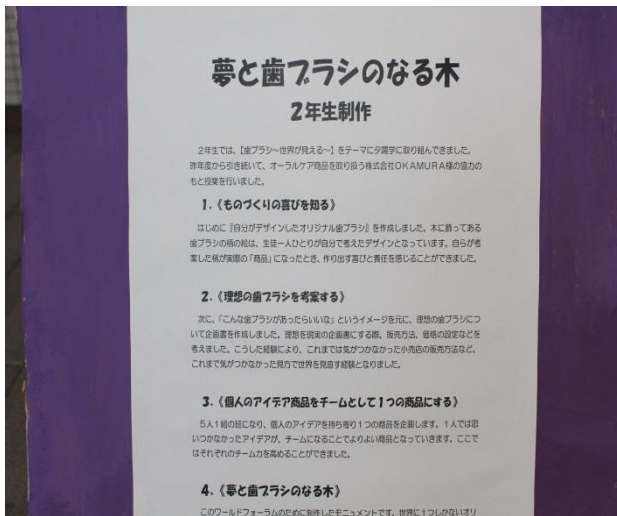 夢と歯ブラシのなる木
2年生制作
2年生では、【歯ブラシ～世界が見える～】をテーマに夕陽学に取り組んできました。
昨年度から引き続いて、オーラルケア商品を取り扱う株式会社OKAMURA様の協力の
もと授業を行いました。
1.《ものづくりの喜びを知る》
はじめに『自分がデザインしたオリジナル歯ブラシ』を作成しました。木に飾ってある
歯ブラシの柄の絵は、生徒一人ひとりが自分で考えたデザインとなっています。自らが考
案した柄が実際の「商品」になったとき、作り出す喜びと責任を感じることができました。
2.《理想の歯ブラシを考案する》
次に、「こんな歯ブラシがあったらいいな」というイメージを元に、理想の歯ブラシにつ
いて企画書を作成しました。理想を現実の企画書にする際、販売方法、価格の設定などを
考えました。こうした経験により、これまでは気がつかなかった小売店の販売方法など、
これまで気がつかなかった見方で世界を見直す経験となりました。
3.《個人のアイデア商品をチームとして1つの商品にする》
5人1組の班になり、個人のアイデアを持ち寄り1つの商品を企画します。1人では思
いつかなかったアイデアが、チームになることでよりよい商品となっていきます。ここで
はそれぞれのチーム力を高めることができました。
4.《夢と歯ブラシのなる木》
このワールドフォーラムのために制作したモニュメントです。世界に1つしかないオリ